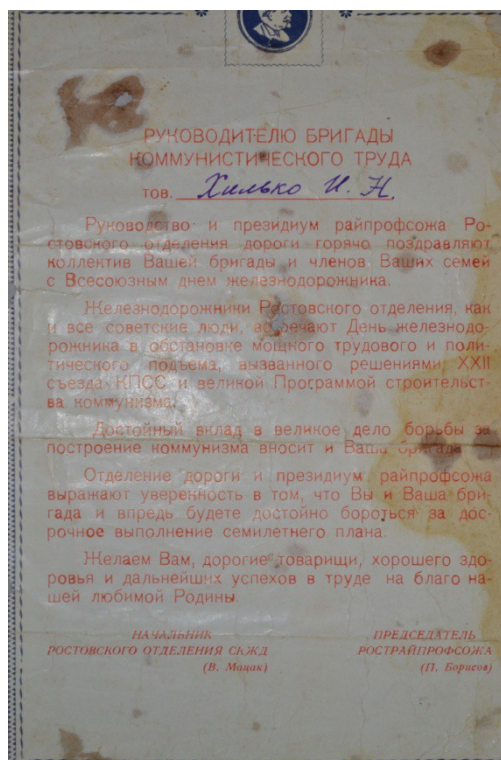 РУКОВОДИТЕЛЮ БРИГАДЫ
КОММУНИСТИЧЕСКОГО ТРУДА
тов. Хилько И. Н.
Руководство и президиум райпрофсожа Ро-
стовского отделения дороги горячо поздравляют
коллектив Вашей бригады и членов Ваших семей
с Всесоюзным днем железнодорожника.
Железнодорожники Ростовского отделения, как
и все советские люди, встречают День железнодо-
рожника в обстановке мощного трудового и поли-
тического подъема, вызванного решениями XXII
съезда КПСС и великой Программой строительст-
ва коммунизма.
Достойный вклад в великое дело борьбы за
построение коммунизма вносит и Ваша бригада.
Отделение дороги и президиум райпрофсожа
выражают уверенность в том, что Вы и Ваша бри-
гада и впредь будете достойно бороться за дос-
рочное выполнение семилетнего плана.
Желаем Вам, дорогие товарищи, хорошего здо-
ровья и дальнейших успехов в труде на благо на-
шей любимой Родины.
НАЧАЛЬНИК
РОСТОВСКОГО ОТДЕЛЕНИЯ СКЖД
(В. Мацак)
ПРЕДСЕДАТЕЛЬ
РОСТРАЙПРОФСОЖА
(П. Борисов)